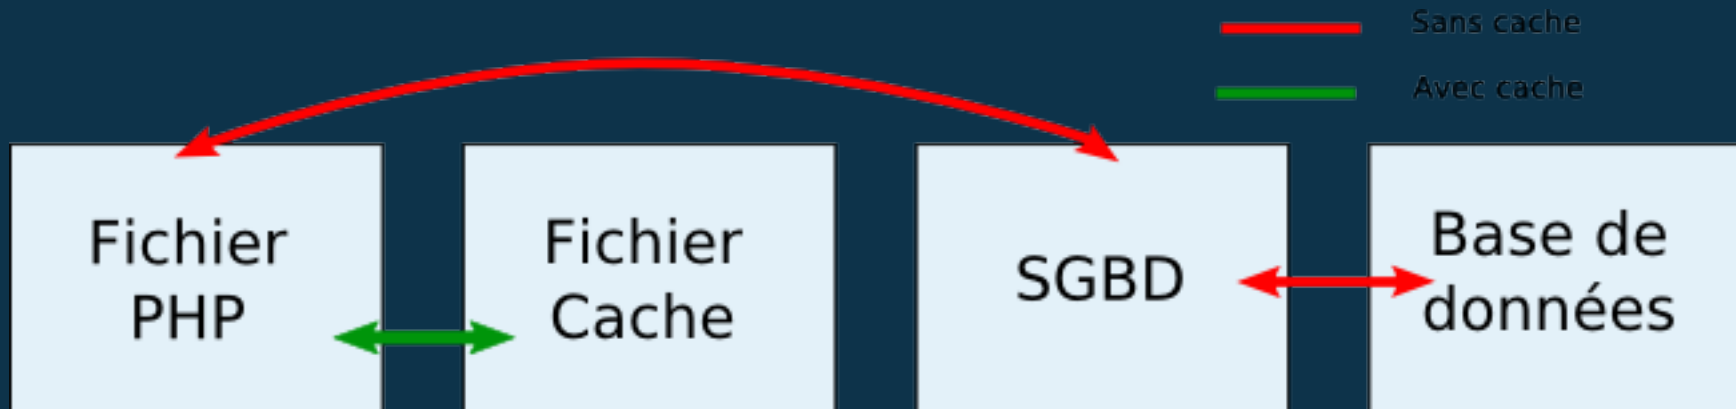 Sans cache
Avec cache
Fichier
PHP
Fichier
Cache
SGBD
Base de
données